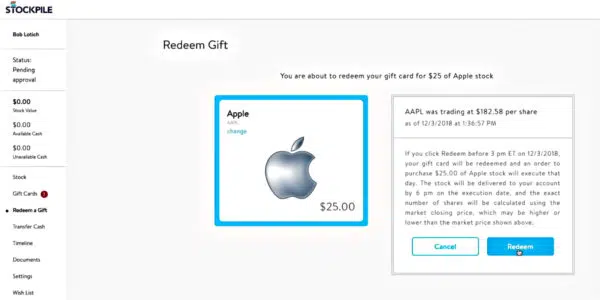 STOCKPILE
Bob Lotich
Status:
Pending
approval
$0.00
Stock Value
$0.00
Available Cash
$0.00
Unavailable Cash
Stock
Gift Cards
Redeem a Gift
Transfer Cash
Timeline
Documents
Settings
Wish List
Redeem Gift
You are about to redeem your gift card for $25 of Apple stock
Apple
AAPL
change
$25.00
AAPL was trading at $182.58 per share
as of 12/3/2018 at 1:36:57 PM
If you click Redeem before 3 pm ET on 12/3/2018,
your gift card will be redeemed and an order to
purchase $25.00 of Apple stock will execute that
day. The stock will be delivered to your account
by 6 pm on the execution date, and the exact
number of shares will be calculated using the
market closing price, which may be higher or
lower than the market price shown above.
Cancel
Redeem